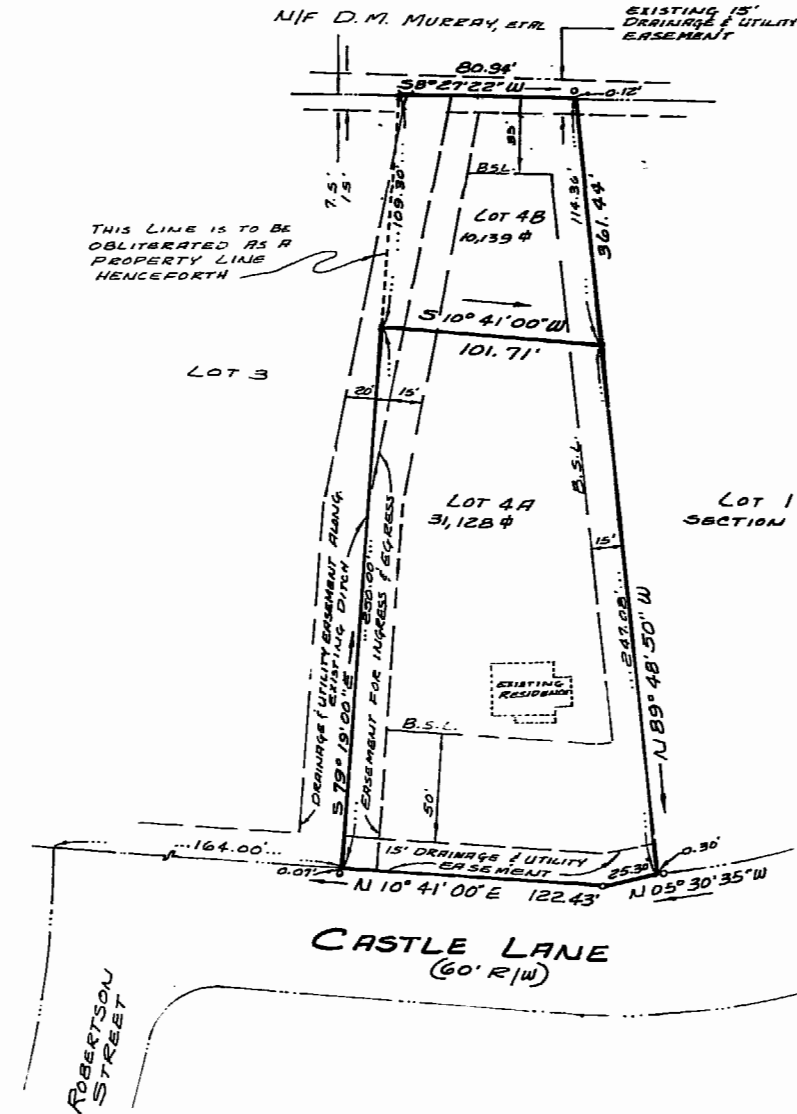 N/F D.M. MURRAY, ETAL
EXISTING 15'
DRAINAGE & UTILITY
EASEMENT
80.94'
S8°27'22"W
0.12'
7.5'
15'
109.30'
35'
B.S.L.
LOT 4B
10,139 ⌽
114.36'
361.44'
THIS LINE IS TO BE
OBLITERATED AS A
PROPERTY LINE
HENCEFORTH
S 10° 41'00"W
101.71'
LOT 3
20'
15'
B.S.L.
LOT 4A
31,128 ⌽
LOT 1
SECTION
15'
DRAINAGE & UTILITY EASEMENT ALONG
EXISTING DITCH
S 79° 19'00"E
250.00'
EASEMENT FOR INGRESS & EGRESS
247.08'
N 89° 48' 50" W
EXISTING
RESIDENCE
B.S.L.
50'
164.00'
15' DRAINAGE & UTILITY
EASEMENT
0.30'
25.30'
0.07'
N 10° 41'00"E 122.43'
N 05° 30' 35"W
CASTLE LANE
(60' R/W)
ROBERTSON
STREET